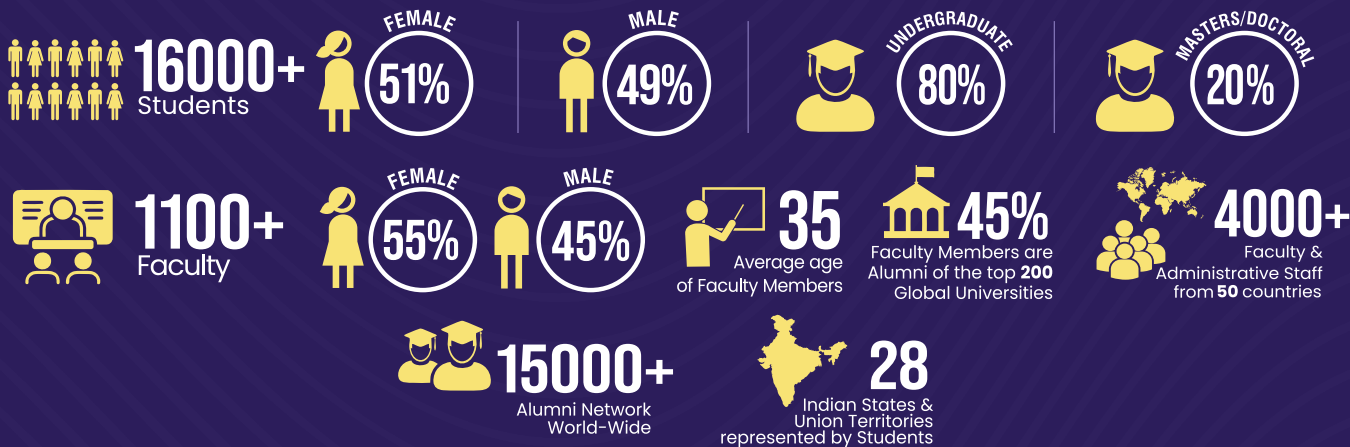 16000+
Students
FEMALE
51%
MALE
49%
UNDERGRADUATE
80%
MASTERS/DOCTORAL
20%
1100+
Faculty
FEMALE
55%
MALE
45%
35
Average age
of Faculty Members
45%
Faculty Members are
Alumni of the top 200
Global Universities
4000+
Faculty &
Administrative Staff
from 50 countries
15000+
Alumni Network
World-Wide
28
Indian States &
Union Territories
represented by Students